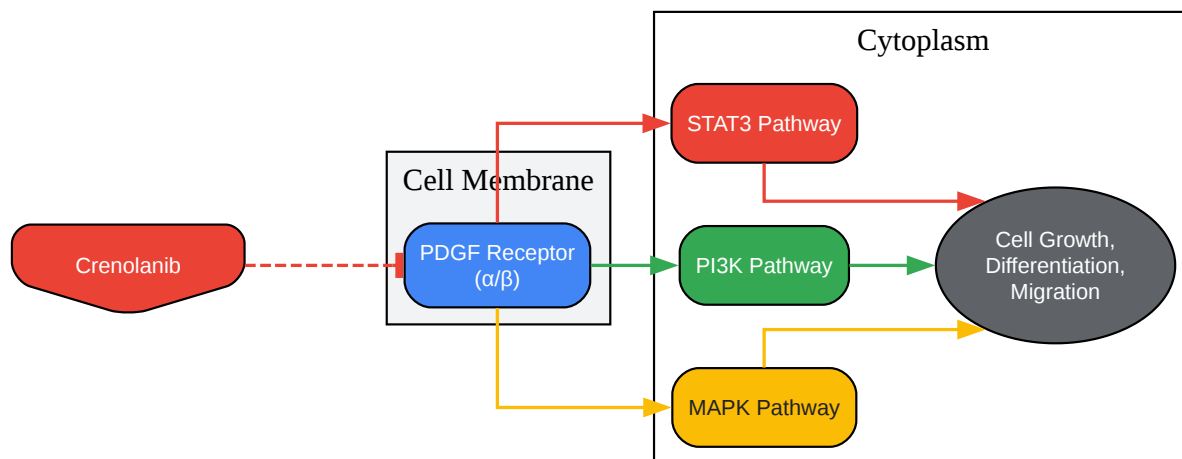 Cytoplasm
STAT3 Pathway
Cell Membrane
Crenolanib
PDGF Receptor
(α/β)
PI3K Pathway
Cell Growth,
Differentiation,
Migration
MAPK Pathway